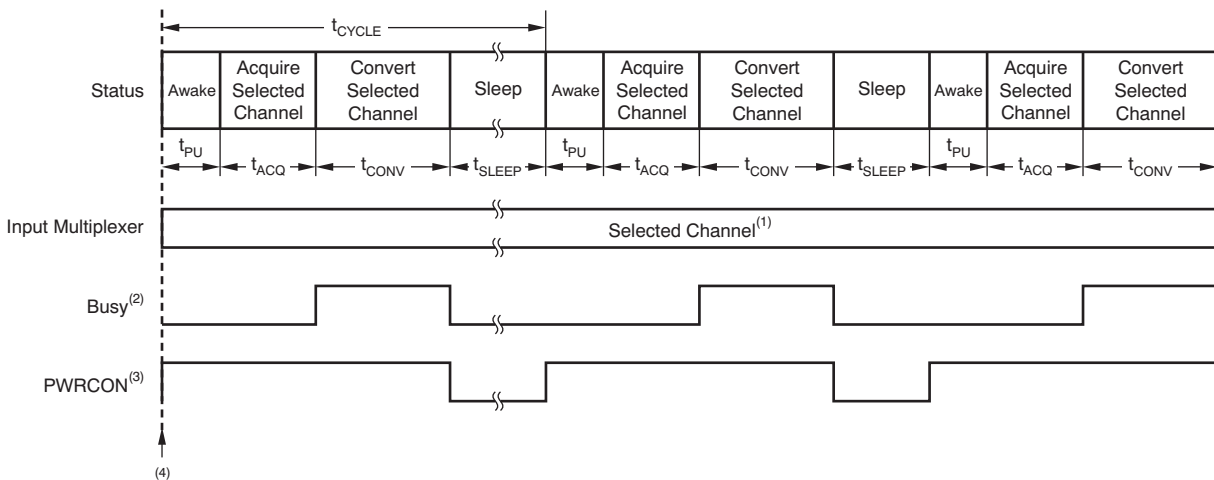 tCYCLE
Status
Awake
Acquire
Selected
Channel
Convert
Selected
Channel
Sleep
Awake
Acquire
Selected
Channel
Convert
Selected
Channel
Sleep
Awake
Acquire
Selected
Channel
Convert
Selected
Channel
tPU tACQ tCONV tSLEEP tPU tACQ tCONV tSLEEP tPU tACQ tCONV
Input Multiplexer
Selected Channel(1)
Busy(2)
PWRCON(3)
(4)